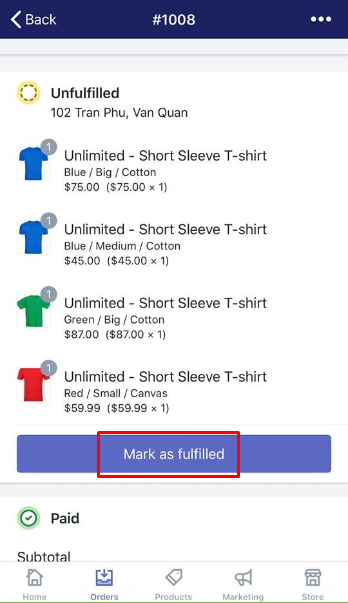 Back
#1008
Unfulfilled
102 Tran Phu, Van Quan
1
Unlimited - Short Sleeve T-shirt
Blue / Big / Cotton
$75.00 ($75.00 × 1)
1
Unlimited - Short Sleeve T-shirt
Blue / Medium / Cotton
$45.00 ($45.00 × 1)
1
Unlimited - Short Sleeve T-shirt
Green / Big / Cotton
$87.00 ($87.00 × 1)
1
Unlimited - Short Sleeve T-shirt
Red / Small / Canvas
$59.99 ($59.99 × 1)
Mark as fulfilled
Paid
Subtotal
Home Orders Products Marketing Store